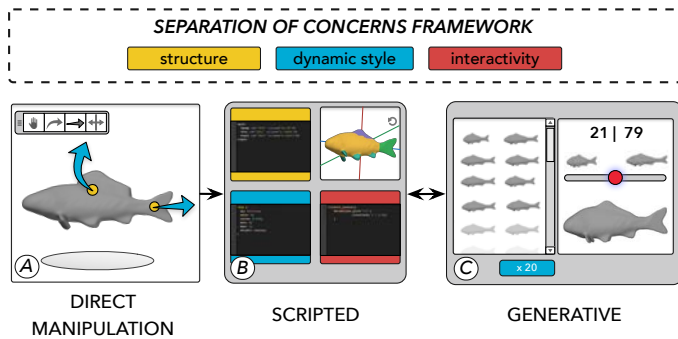 SEPARATION OF CONCERNS FRAMEWORK
structure dynamic style interactivity
21 | 79
A B C
x 20
DIRECT MANIPULATION
SCRIPTED
GENERATIVE